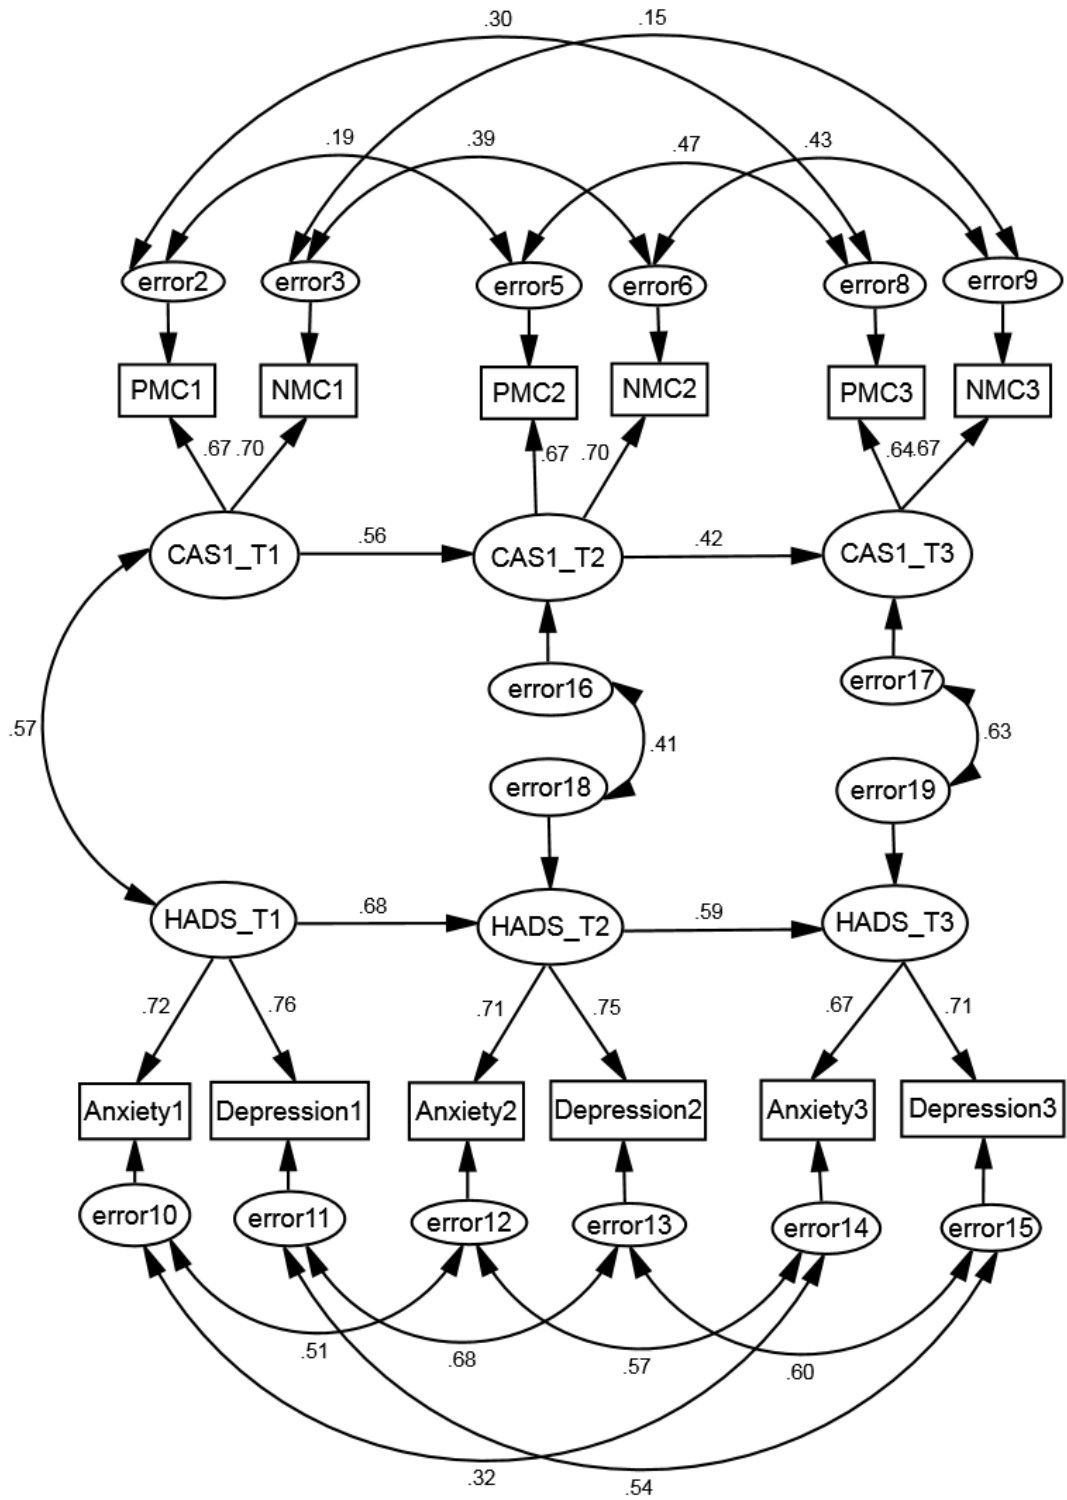 .30 .15
.19 .39 .47 .43
error2 error3 error5 error6 error8 error9
PMC1 NMC1 PMC2 NMC2 PMC3 NMC3
.67 .70 .67 .70 .64 .67
CAS1_T1 .56 CAS1_T2 .42 CAS1_T3
error16 error17
.57 .41 .63
error18 error19
HADS_T1 .68 HADS_T2 .59 HADS_T3
.72 .76 .71 .75 .67 .71
Anxiety1 Depression1 Anxiety2 Depression2 Anxiety3 Depression3
error10 error11 error12 error13 error14 error15
.51 .68 .57 .60
.32 .54